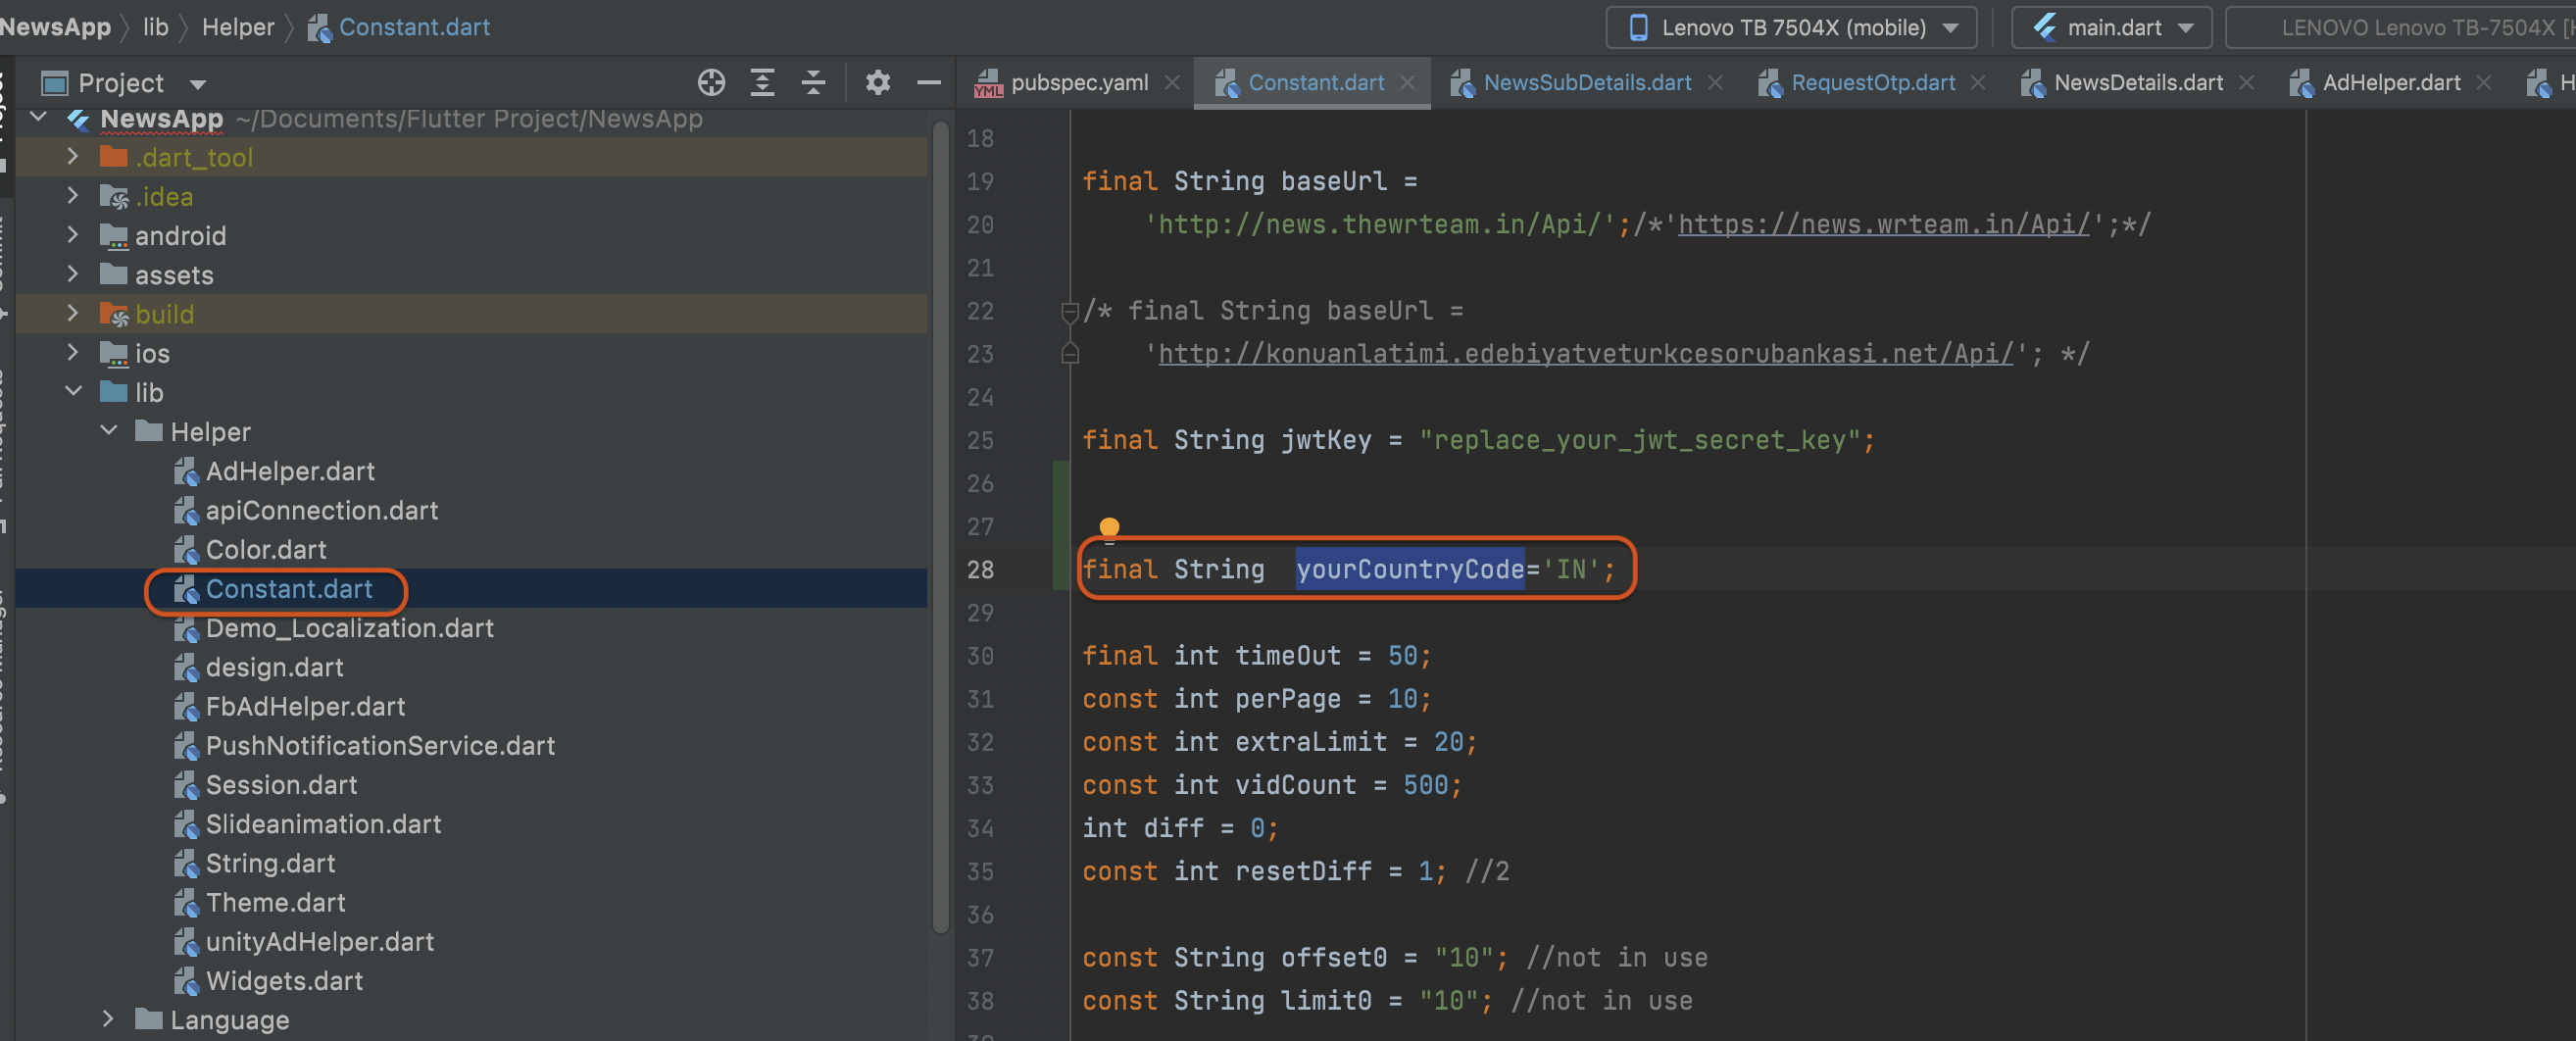 NewsApp lib Helper Constant.dart
Lenovo TB 7504X (mobile) main.dart LENOVO Lenovo TB-7504X
Project
pubspec.yaml Constant.dart NewsSubDetails.dart RequestOtp.dart NewsDetails.dart AdHelper.dart
NewsApp ~/Documents/Flutter Project/NewsApp
.dart_tool
.idea
android
assets
build
ios
lib
Helper
AdHelper.dart
apiConnection.dart
Color.dart
Constant.dart
Demo_Localization.dart
design.dart
FbAdHelper.dart
PushNotificationService.dart
Session.dart
Slideanimation.dart
String.dart
Theme.dart
unityAdHelper.dart
Widgets.dart
Language
18
19 final String baseUrl =
20 'http://news.thewrteam.in/Api/';/*'https://news.wrteam.in/Api/';*/
21
22 /* final String baseUrl =
23 'http://konuanlatimi.edebiyatveturkcesorubankasi.net/Api/'; */
24
25 final String jwtKey = "replace_your_jwt_secret_key";
26
27
28 final String  yourCountryCode='IN';
29
30 final int timeOut = 50;
31 const int perPage = 10;
32 const int extraLimit = 20;
33 const int vidCount = 500;
34 int diff = 0;
35 const int resetDiff = 1; //2
36
37 const String offset0 = "10"; //not in use
38 const String limit0 = "10"; //not in use